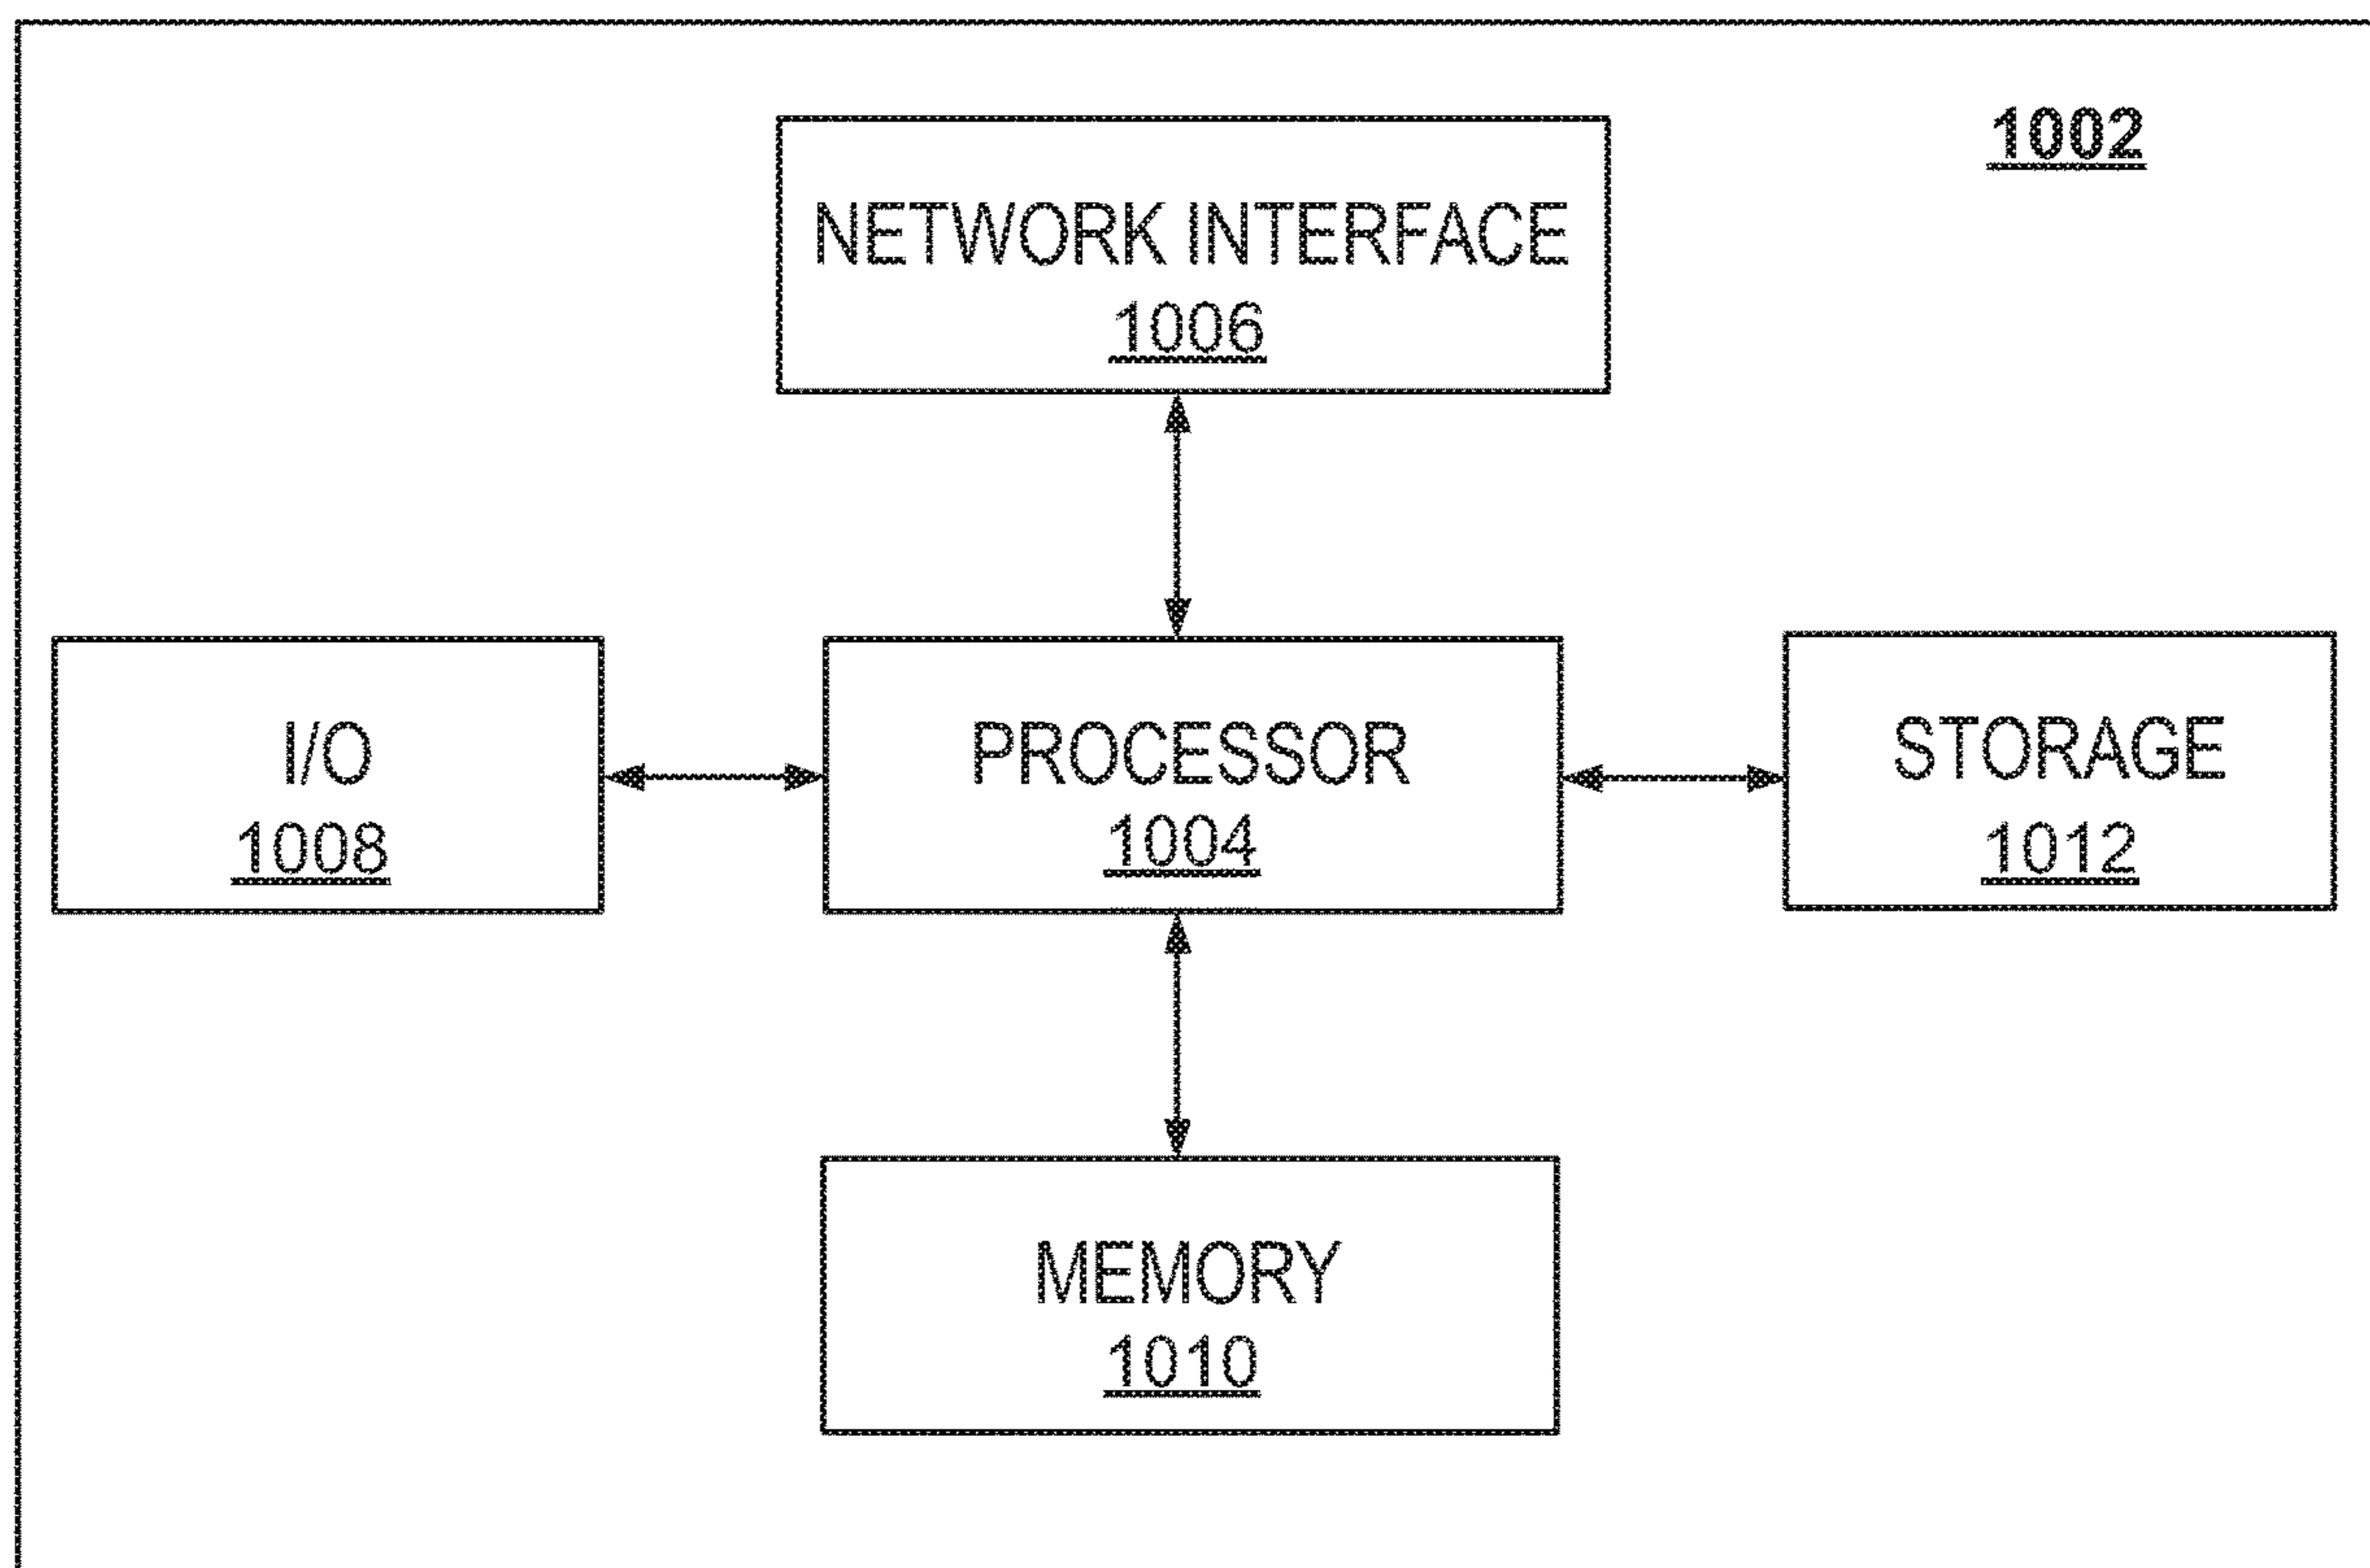 1002
NETWORK INTERFACE
1006
I/O
1008
PROCESSOR
1004
STORAGE
1012
MEMORY
1010